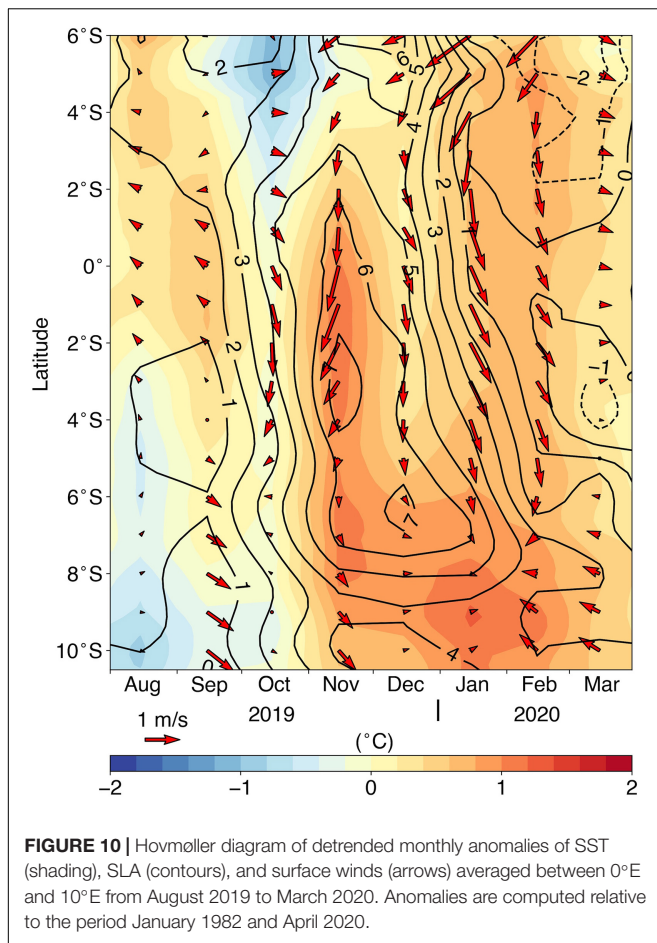 6°S
2
6
5
−2
4°S
4
−1
2°S
3
2
0
1
0°
6
5
3
2°S
2
2
1
0
Latitude
4°S
1
−1
6°S
7
8°S
1
10°S
0
4
Aug Sep Oct Nov Dec Jan Feb Mar
2019 | 2020
1 m/s
(°C)
−2 −1 0 1 2
FIGURE 10 | Hovmøller diagram of detrended monthly anomalies of SST
(shading), SLA (contours), and surface winds (arrows) averaged between 0°E
and 10°E from August 2019 to March 2020. Anomalies are computed relative
to the period January 1982 and April 2020.